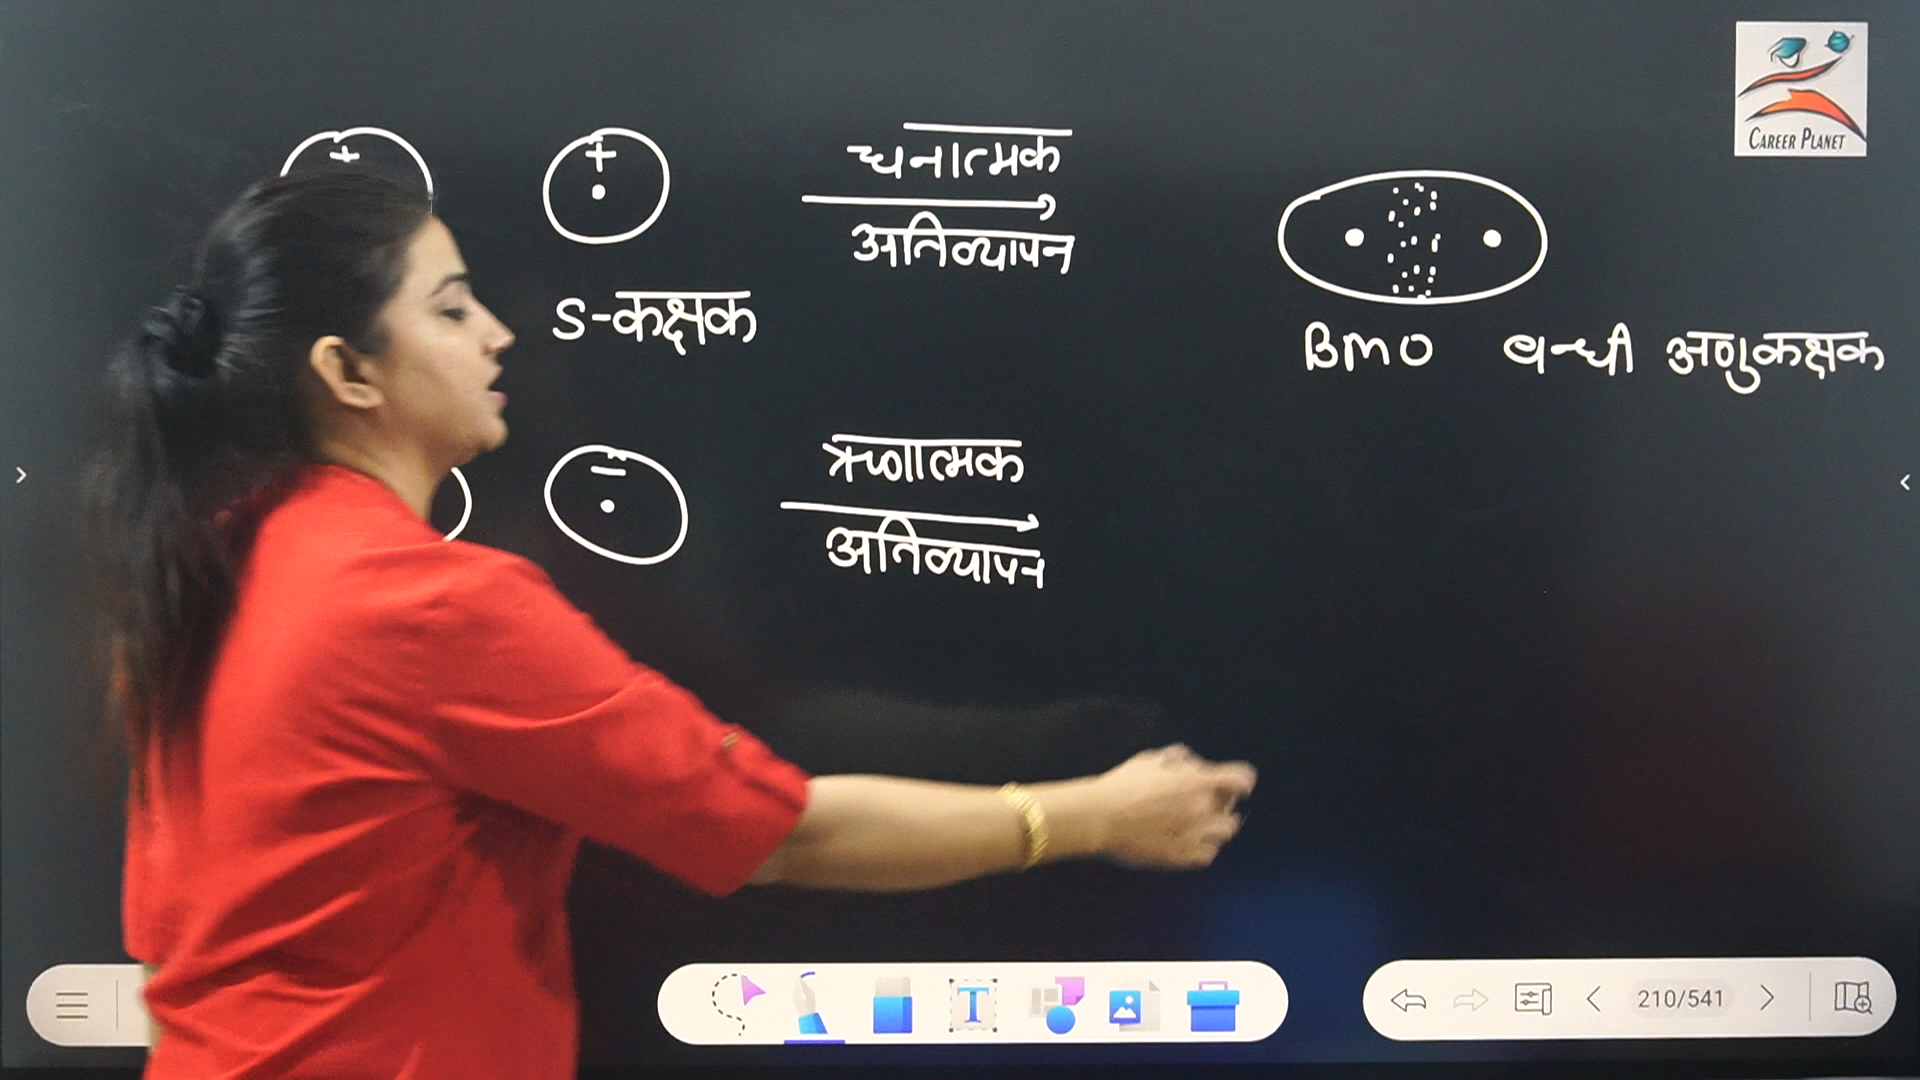 CAREER PLANET
+ + धनात्मक
अतिव्यापन
S-कक्षक
BMO बन्धी अणुकक्षक
- ऋणात्मक
अतिव्यापन
T
210/541